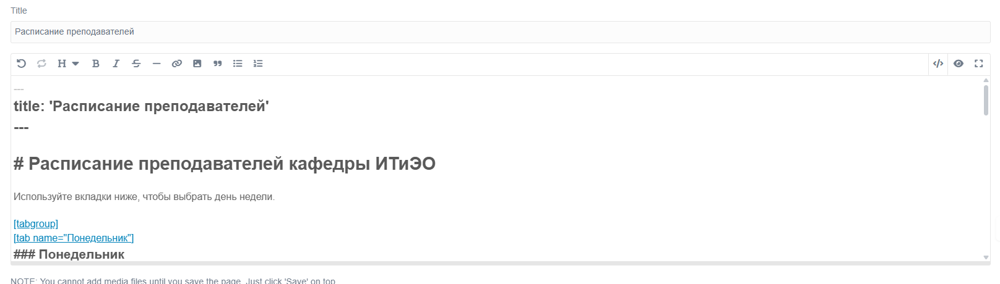 Title
Расписание преподавателей
H B I S
---
title: 'Расписание преподавателей'
---
# Расписание преподавателей кафедры ИТиЭО
Используйте вкладки ниже, чтобы выбрать день недели.
[tabgroup]
[tab name="Понедельник"]
### Понедельник
NOTE: You cannot add media files until you save the page. Just click 'Save' on top